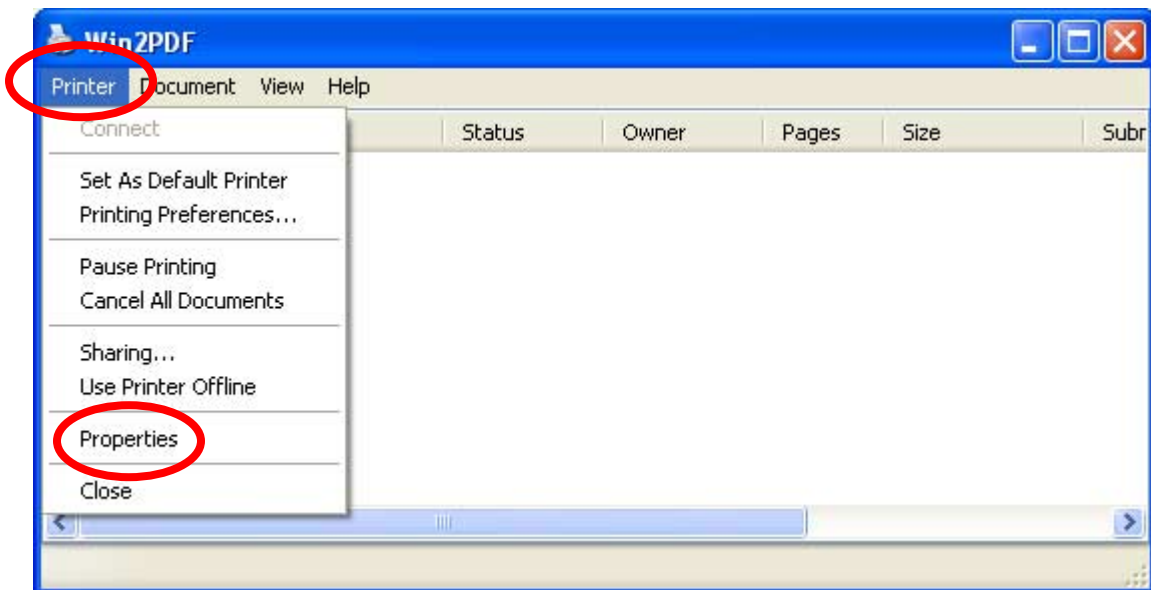 Win2PDF
Printer Document View Help
Connect
Status Owner Pages Size Subr
Set As Default Printer
Printing Preferences...
Pause Printing
Cancel All Documents
Sharing...
Use Printer Offline
Properties
Close